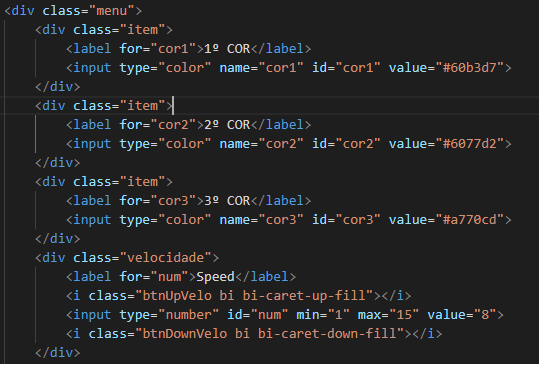 <div class="menu">
<div class="item">
<label for="cor1">1º COR</label>
<input type="color" name="cor1" id="cor1" value="#60b3d7">
</div>
<div class="item">
<label for="cor2">2º COR</label>
<input type="color" name="cor2" id="cor2" value="#6077d2">
</div>
<div class="item">
<label for="cor3">3º COR</label>
<input type="color" name="cor3" id="cor3" value="#a770cd">
</div>
<div class="velocidade">
<label for="num">Speed</label>
<i class="btnUpVelo bi bi-caret-up-fill"></i>
<input type="number" id="num" min="1" max="15" value="8">
<i class="btnDownVelo bi bi-caret-down-fill"></i>
</div>